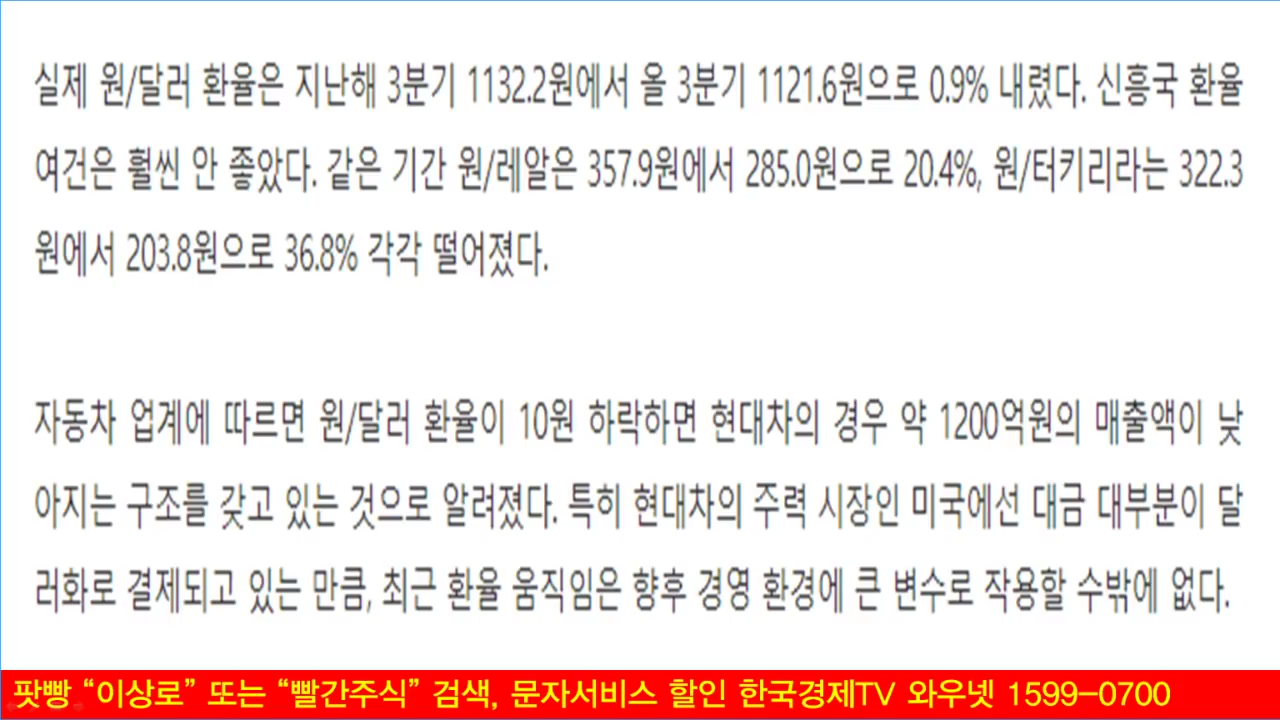 실제 원/달러 환율은 지난해 3분기 1132.2원에서 올 3분기 1121.6원으로 0.9% 내렸다. 신흥국 환율
여건은 훨씬 안 좋았다. 같은 기간 원/레알은 357.9원에서 285.0원으로 20.4%, 원/터키리라는 322.3
원에서 203.8원으로 36.8% 각각 떨어졌다.
자동차 업계에 따르면 원/달러 환율이 10원 하락하면 현대차의 경우 약 1200억원의 매출액이 낮
아지는 구조를 갖고 있는 것으로 알려졌다. 특히 현대차의 주력 시장인 미국에선 대금 대부분이 달
러화로 결제되고 있는 만큼, 최근 환율 움직임은 향후 경영 환경에 큰 변수로 작용할 수밖에 없다.
팟빵 “이상로” 또는 “빨간주식” 검색, 문자서비스 할인 한국경제TV 와우넷 1599-0700